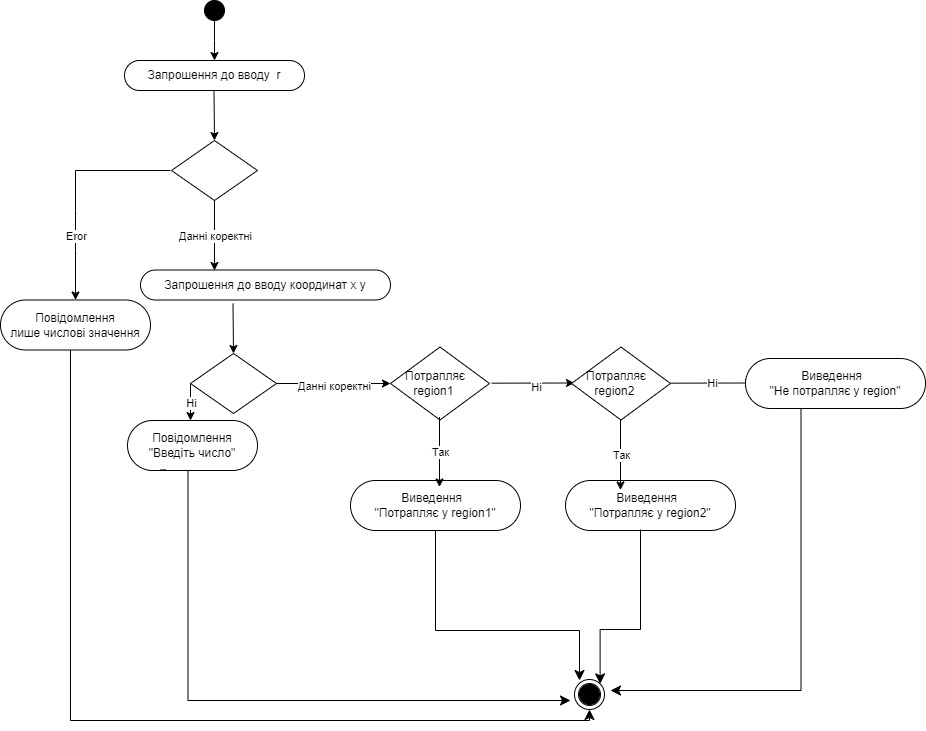 Запрошення до вводу r
Eror
Данні коректні
Запрошення до вводу координат x y
Повідомлення
лише числові значення
Данні коректні
Потрапляє
region1
Ні
Потрапляє
region2
Ні
Виведення
"Не потрапляє у region"
Ні
Повідомлення
"Введіть число"
Так
Так
Виведення
"Потрапляє у region1"
Виведення
"Потрапляє у region2"